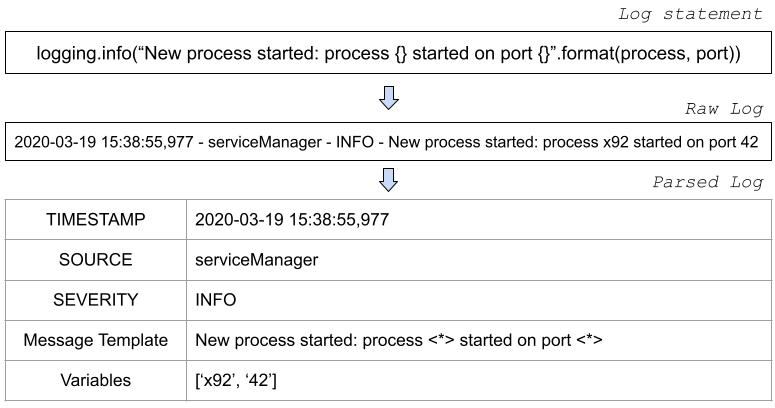 Log statement
logging.info(“New process started: process {} started on port {}”.format(process, port))
Raw Log
2020-03-19 15:38:55,977 - serviceManager - INFO - New process started: process x92 started on port 42
Parsed Log
TIMESTAMP 2020-03-19 15:38:55,977
SOURCE serviceManager
SEVERITY INFO
Message Template New process started: process <*> started on port <*>
Variables [‘x92’, ‘42’]